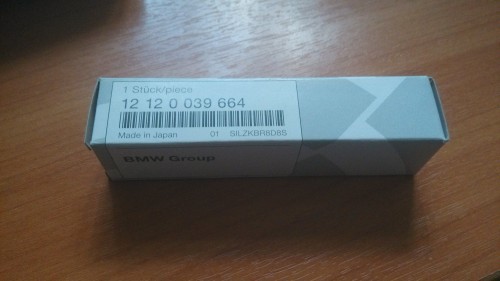 1 Stück/piece
12 12 0 039 664
Made in Japan 01 SILZKBR8D8S
BMW Group